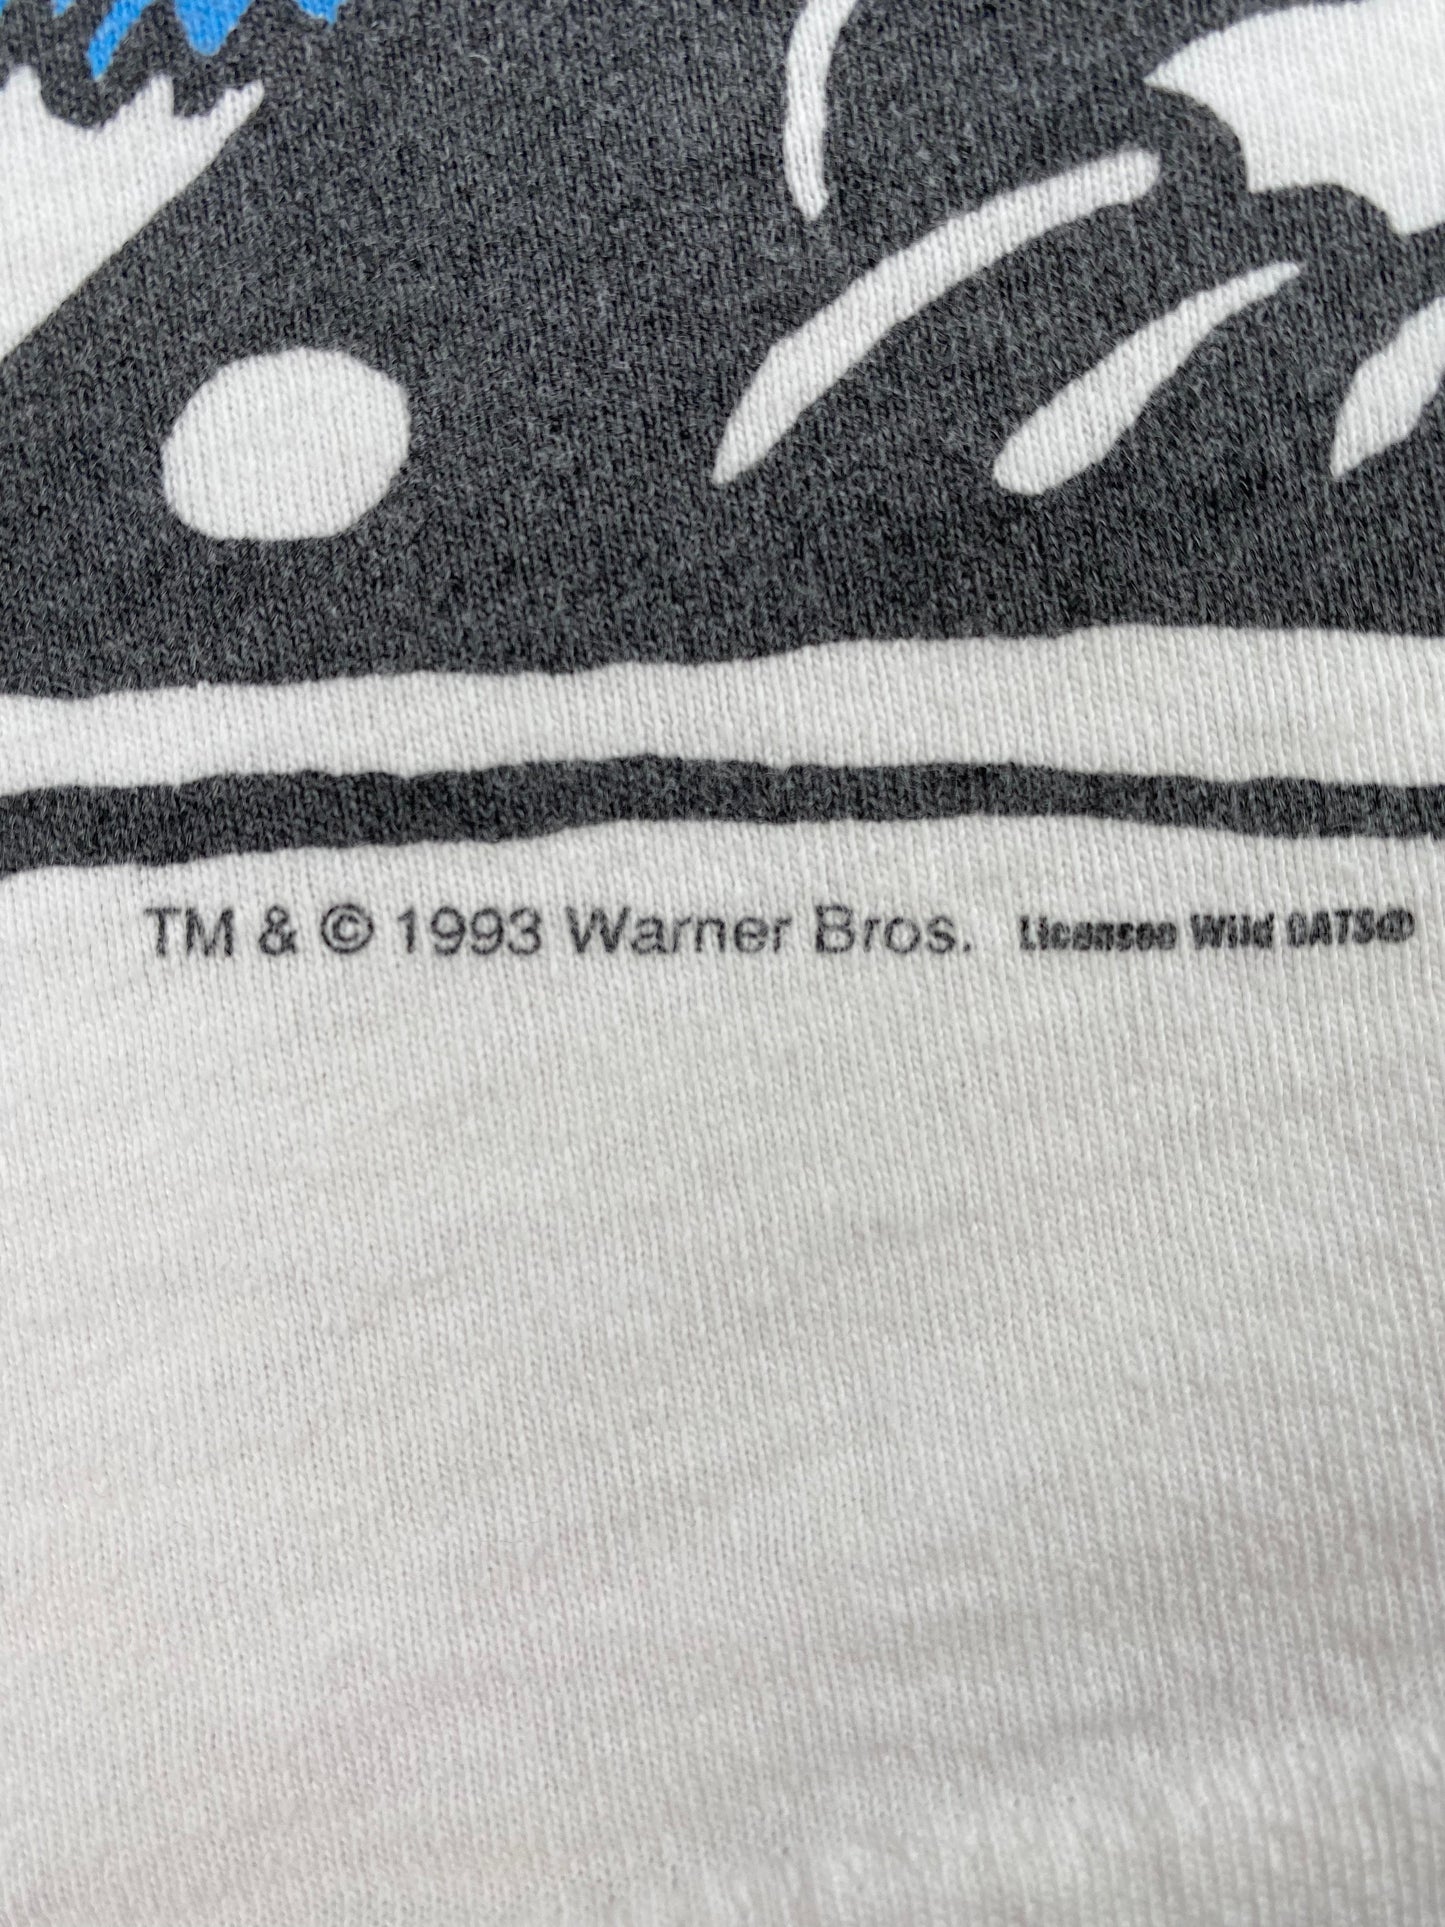 TM & © 1993 Warner Bros. Licensee Wild OATS®